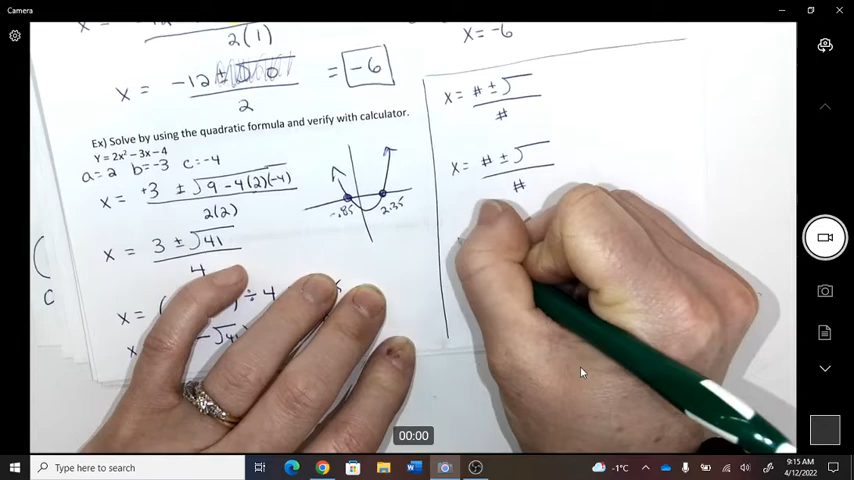 Camera
2(1)
x = -6
x = -12 ± 0 = -6
2
x = # ± √
#
Ex) Solve by using the quadratic formula and verify with calculator.
Y = 2x² – 3x – 4
a = 2 b = -3 c = -4
x = +3 ± √9 - 4(2)(-4)
2(2)
-.85 2.35
x = # ± √
#
x = 3 ± √41
4
x = ( ) ÷ 4
x - √41
C
00:00
Type here to search
-1°C
9:15 AM
4/12/2022